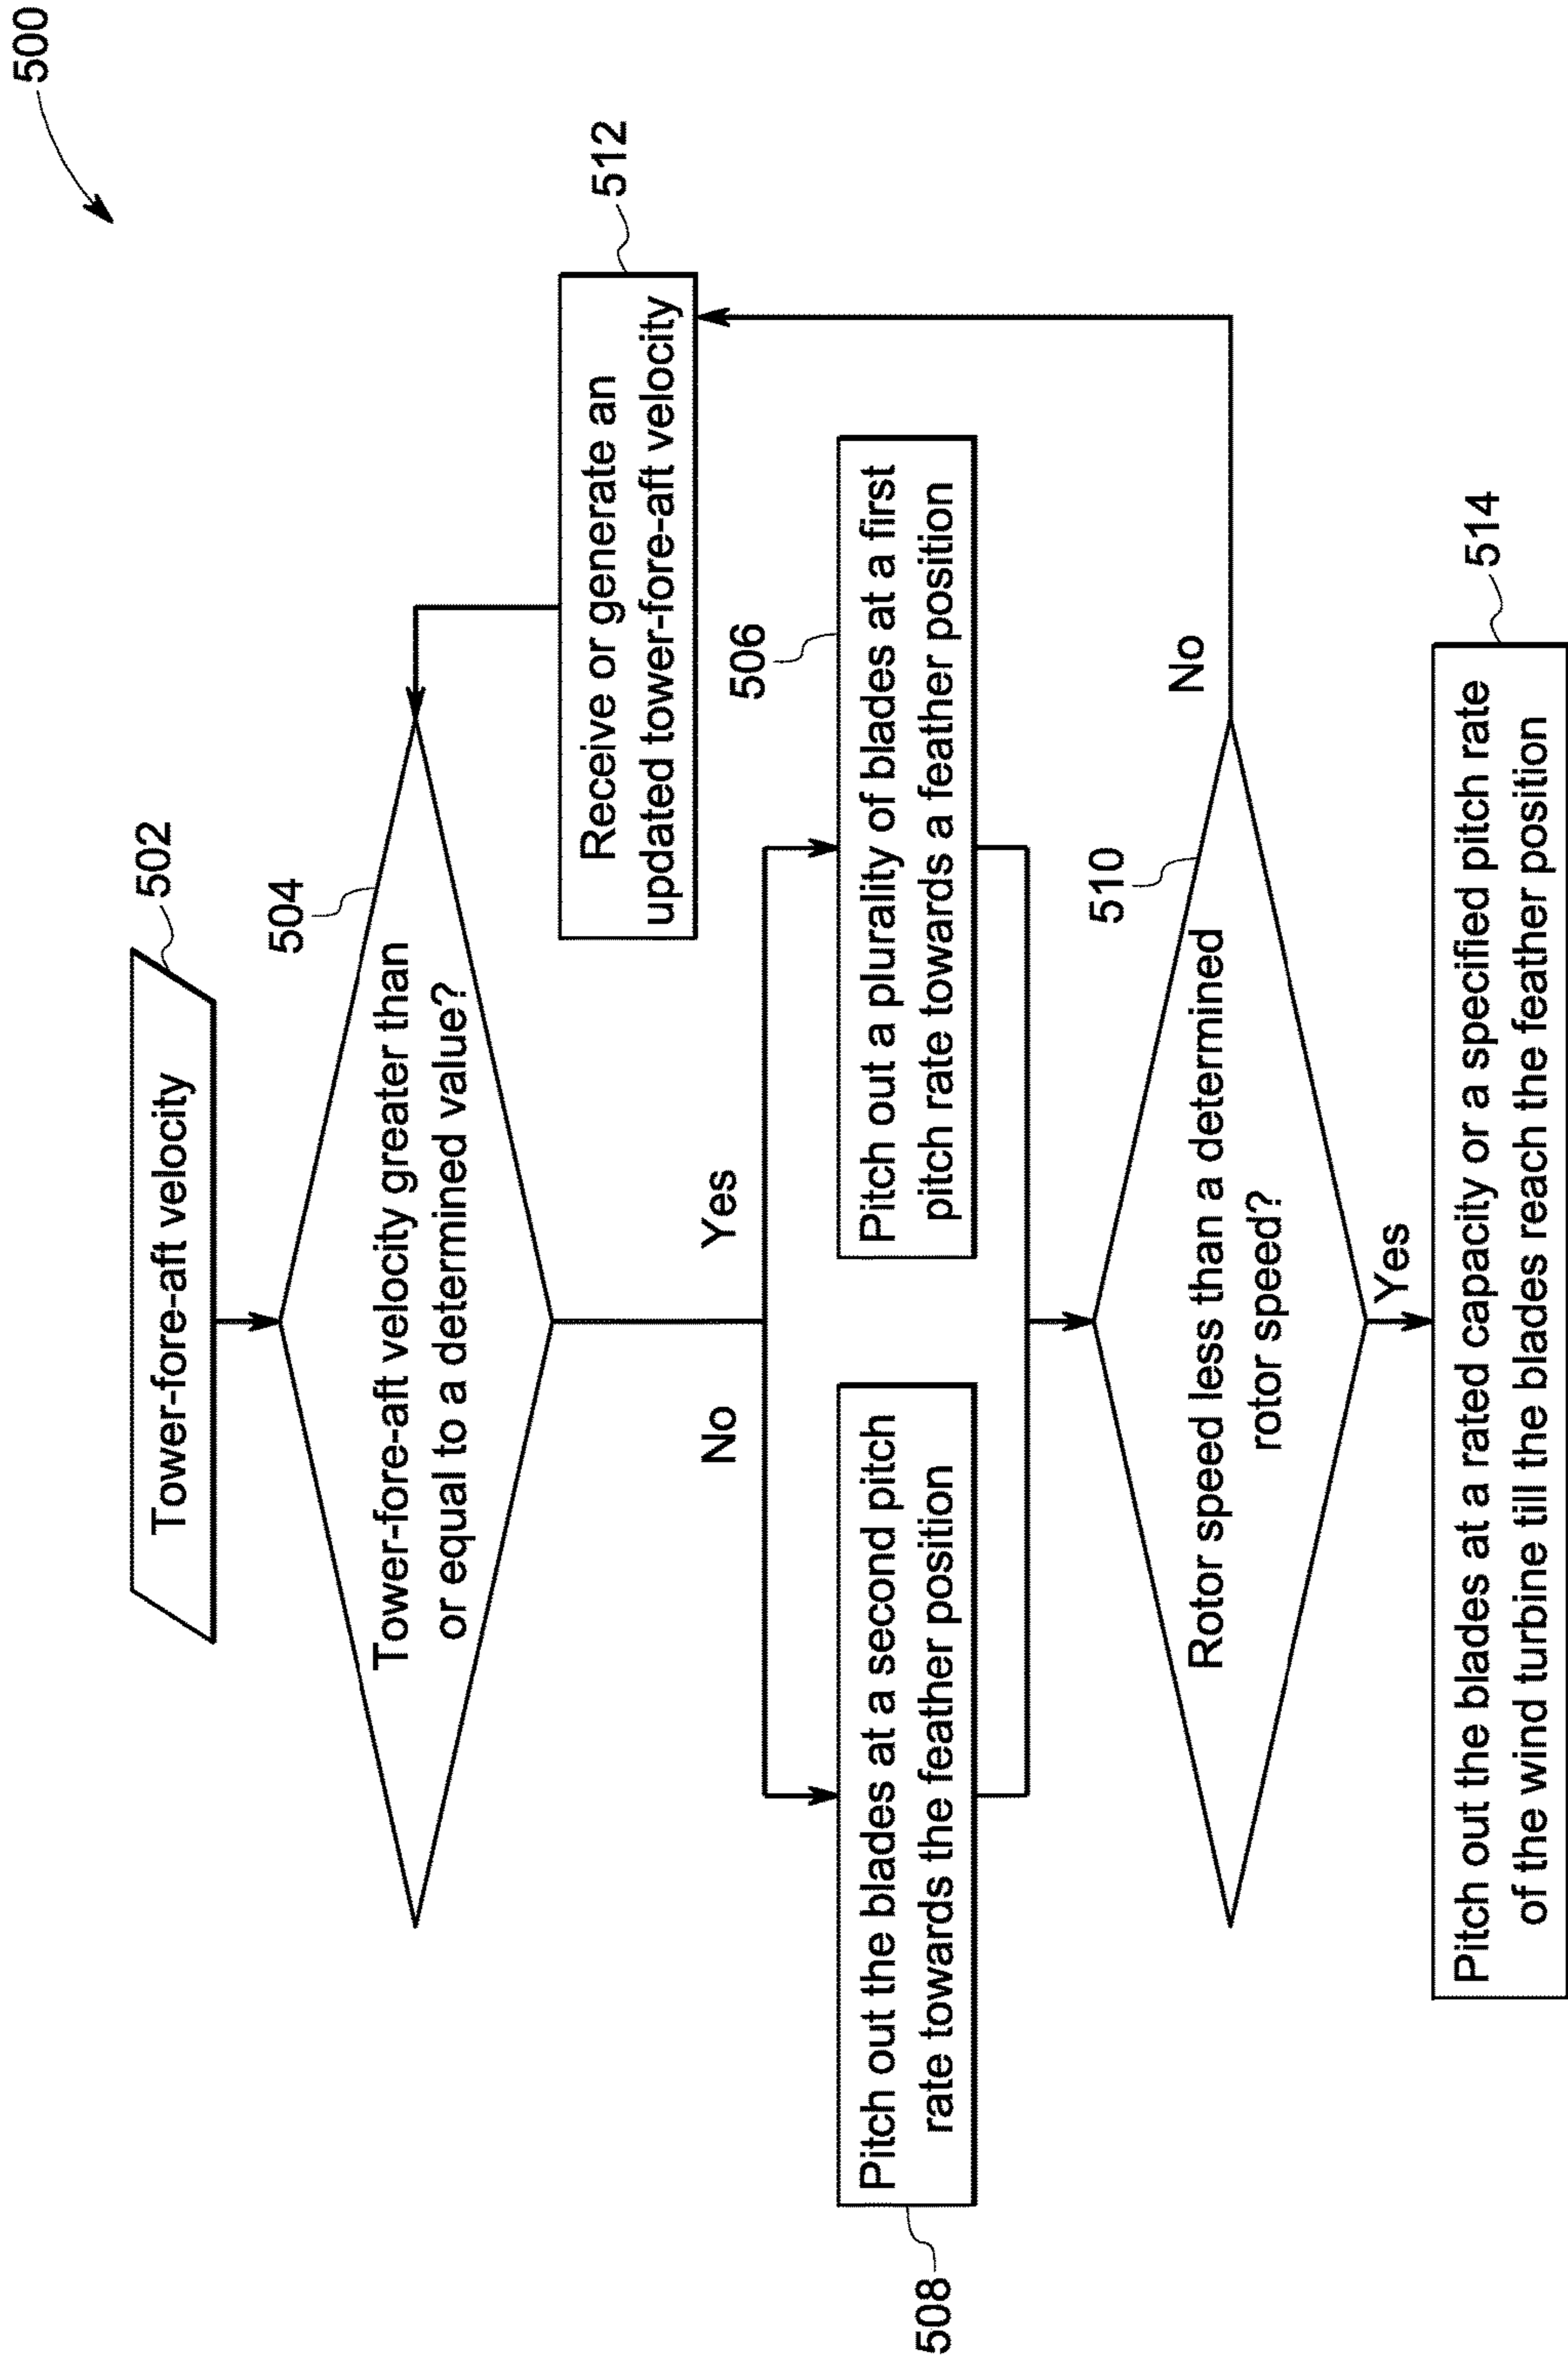 500
Tower-fore-aft velocity
502
504
Tower-fore-aft velocity greater than
or equal to a determined value?
512
Receive or generate an
updated tower-fore-aft velocity
No
Yes
506
508
Pitch out the blades at a second pitch
rate towards the feather position
Pitch out a plurality of blades at a first
pitch rate towards a feather position
510
Rotor speed less than a determined
rotor speed?
No
Yes
514
Pitch out the blades at a rated capacity or a specified pitch rate
of the wind turbine till the blades reach the feather position